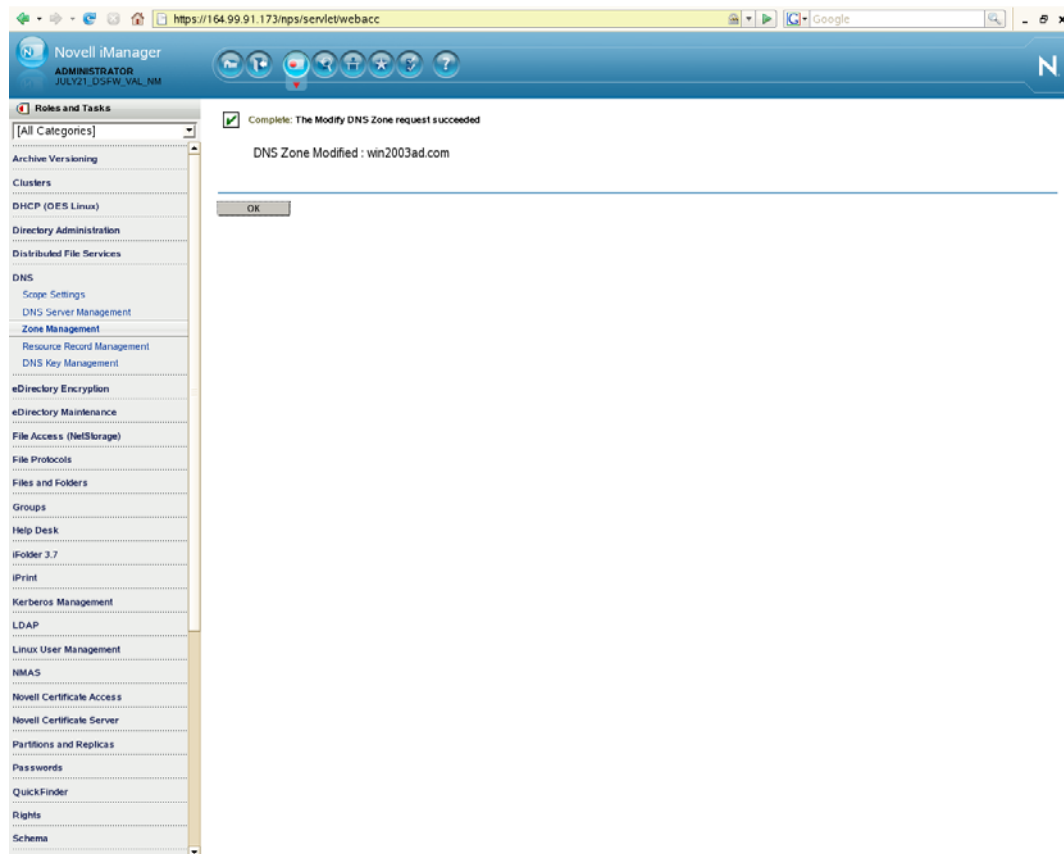 https://164.99.91.173/nps/servlet/webacc
G
Google
N
Novell iManager
ADMINISTRATOR
JULY21_DSFW_VAL_NM
?
N
Roles and Tasks
[All Categories]
Archive Versioning
Clusters
DHCP (OES Linux)
Directory Administration
Distributed File Services
DNS
Scope Settings
DNS Server Management
Zone Management
Resource Record Management
DNS Key Management
eDirectory Encryption
eDirectory Maintenance
File Access (NetStorage)
File Protocols
Files and Folders
Groups
Help Desk
iFolder 3.7
iPrint
Kerberos Management
LDAP
Linux User Management
NMAS
Novell Certificate Access
Novell Certificate Server
Partitions and Replicas
Passwords
QuickFinder
Rights
Schema
Complete: The Modify DNS Zone request succeeded
DNS Zone Modified : win2003ad.com
OK